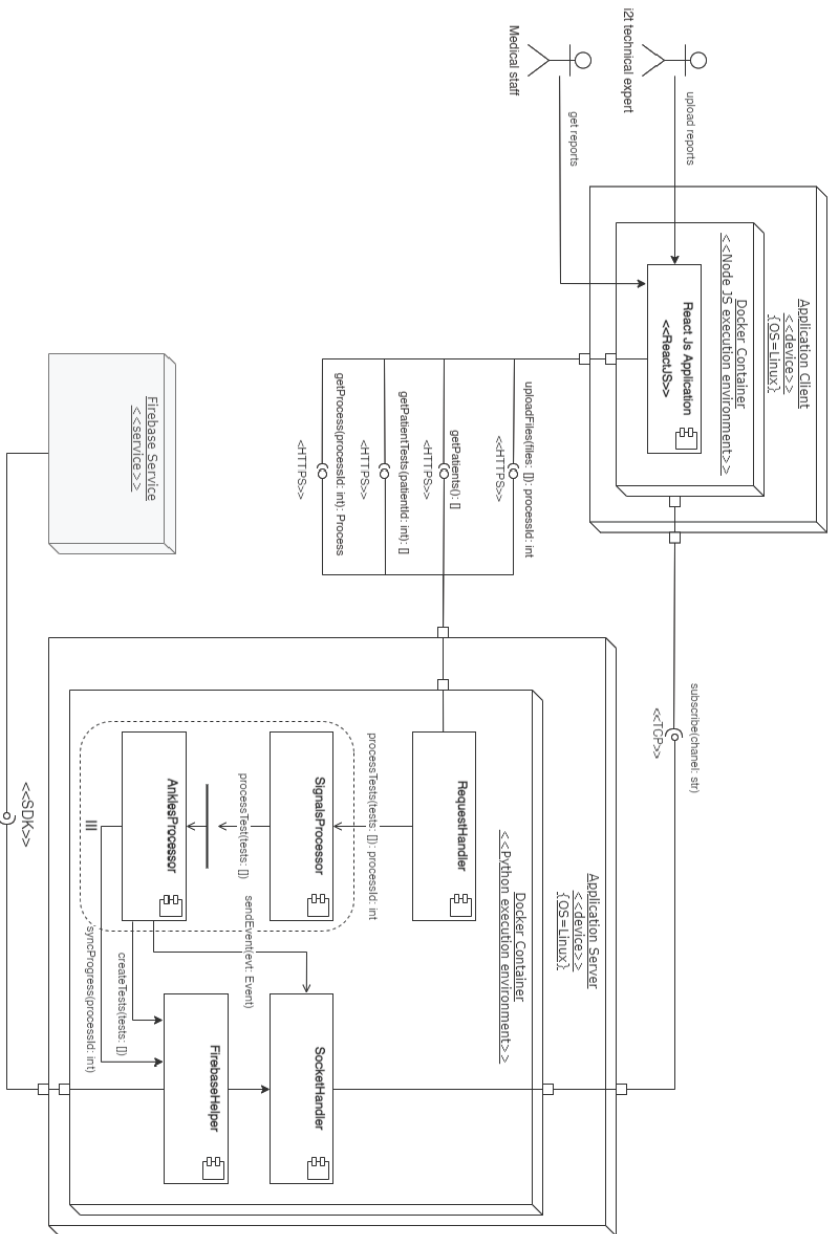 i2t technical expert
Medical staff
upload reports
get reports
Application Client
<<device>>
{OS=Linux}
Docker Container
<<Node JS execution environment>>
React Js Application
<<ReactJS>>
uploadFiles(files: []): processId: int
<<HTTPS>>
getPatients(): []
<HTTPS>>
getPatientTests(patientId: int): []
<HTTPS>>
getProcess(processId: int): Process
<HTTPS>>
subscribe(chanel: str)
<<TCP>>
Firebase Service
<<service>>
<<SDK>>
Application Server
<<device>>
{OS=Linux}
Docker Container
<<Python execution environment>>
RequestHandler
processTests(tests: []): processId: int
SignalsProcessor
processTest(tests: [])
AnklesProcessor
sendEvent(evt: Event)
createTests(tests: [])
syncProgress(processId: int)
SocketHandler
FirebaseHelper